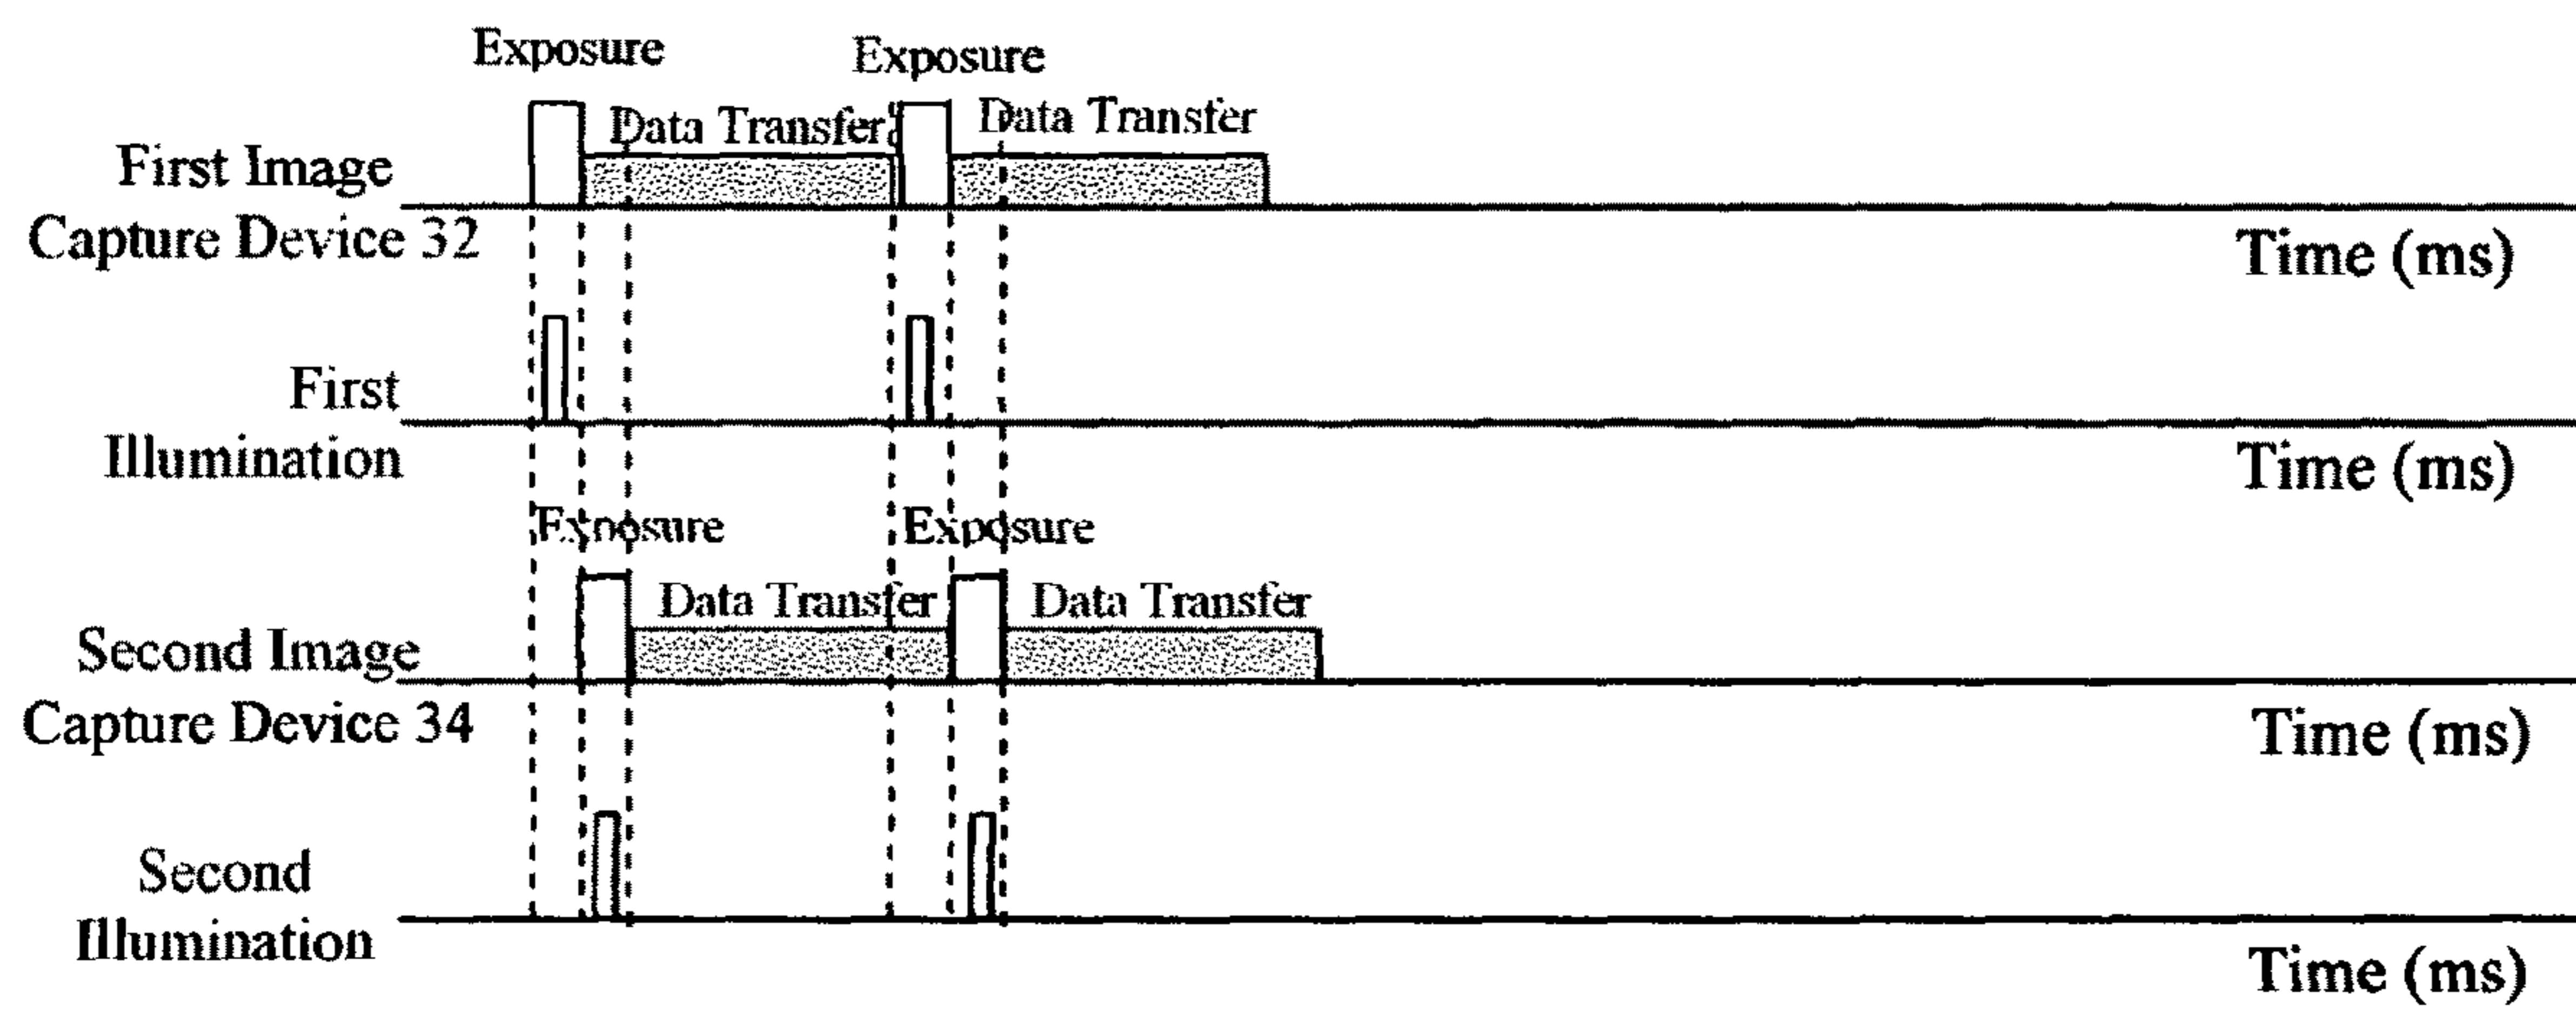 Exposure Exposure
Data Transfer Data Transfer
First Image
Capture Device 32
Time (ms)
First
Illumination
Time (ms)
Exposure Exposure
Data Transfer Data Transfer
Second Image
Capture Device 34
Time (ms)
Second
Illumination
Time (ms)